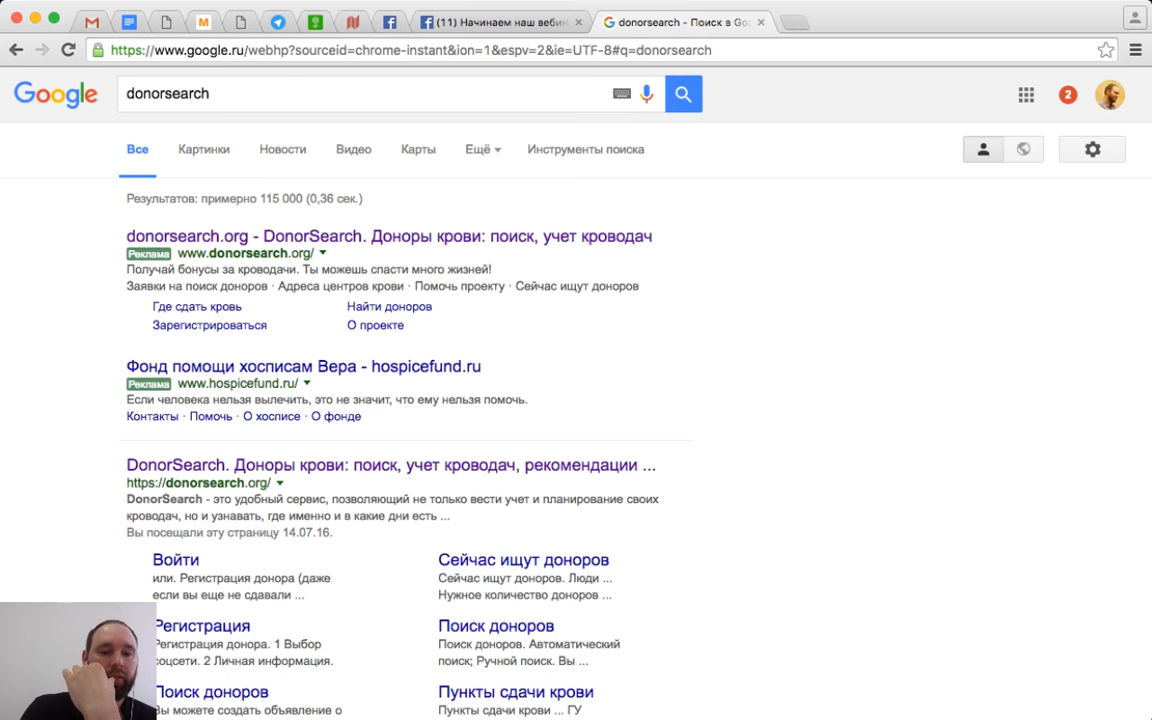 (11) Начинаем наш веби
donorsearch - Поиск в Goo
https://www.google.ru/webhp?sourceid=chrome-instant&ion=1&espv=2&ie=UTF-8#q=donorsearch
Google
donorsearch
2
Все Картинки Новости Видео Карты Ещё Инструменты поиска
Результатов: примерно 115 000 (0,36 сек.)
donorsearch.org - DonorSearch. Доноры крови: поиск, учет кроводач
Реклама www.donorsearch.org/
Получай бонусы за кроводачи. Ты можешь спасти много жизней!
Заявки на поиск доноров · Адреса центров крови · Помочь проекту · Сейчас ищут доноров
Где сдать кровь Найти доноров
Зарегистрироваться О проекте
Фонд помощи хосписам Вера - hospicefund.ru
Реклама www.hospicefund.ru/
Если человека нельзя вылечить, это не значит, что ему нельзя помочь.
Контакты · Помочь · О хосписе · О фонде
DonorSearch. Доноры крови: поиск, учет кроводач, рекомендации ...
https://donorsearch.org/
DonorSearch - это удобный сервис, позволяющий не только вести учет и планирование своих
кроводач, но и узнавать, где именно и в какие дни есть ...
Вы посещали эту страницу 14.07.16.
Войти
или. Регистрация донора (даже
если вы еще не сдавали ...
Сейчас ищут доноров
Сейчас ищут доноров. Люди ...
Нужное количество доноров ...
Регистрация
Регистрация донора. 1 Выбор
соцсети. 2 Личная информация.
Поиск доноров
Поиск доноров. Автоматический
поиск; Ручной поиск. Вы ...
Поиск доноров
Вы можете создать объявление о
Пункты сдачи крови
Пункты сдачи крови ... ГУ